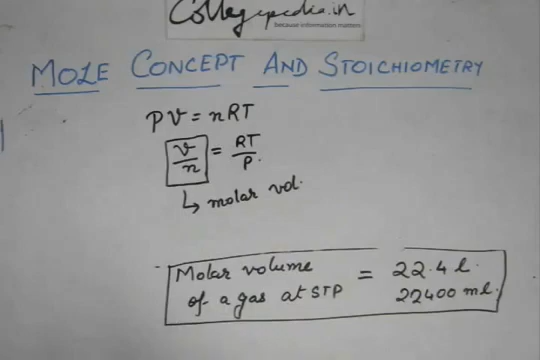 Collegepedia.in
because information matters
MOLE CONCEPT AND STOICHIOMETRY
PV = nRT
v/n = RT/P.
↳ molar vol.
Molar volume of a gas at STP = 22.4 l.
22400 ml.